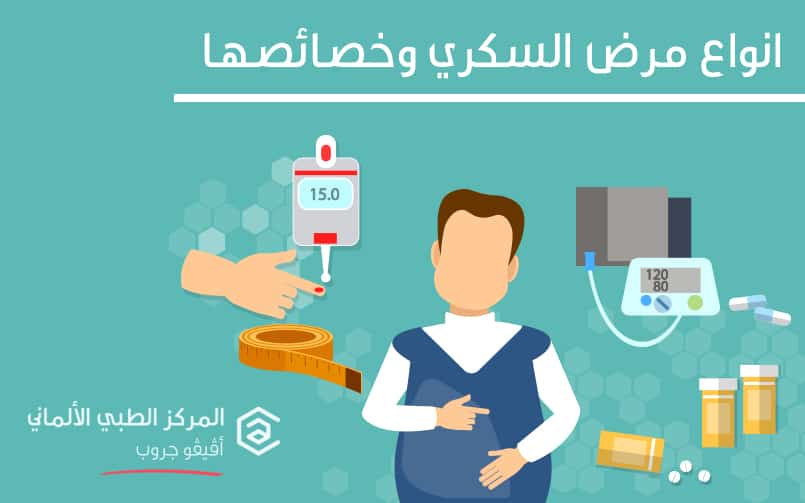 انواع مرض السكري وخصائصها
15.0
120
80
المركز الطبي الألماني
أڤيڤو جروب